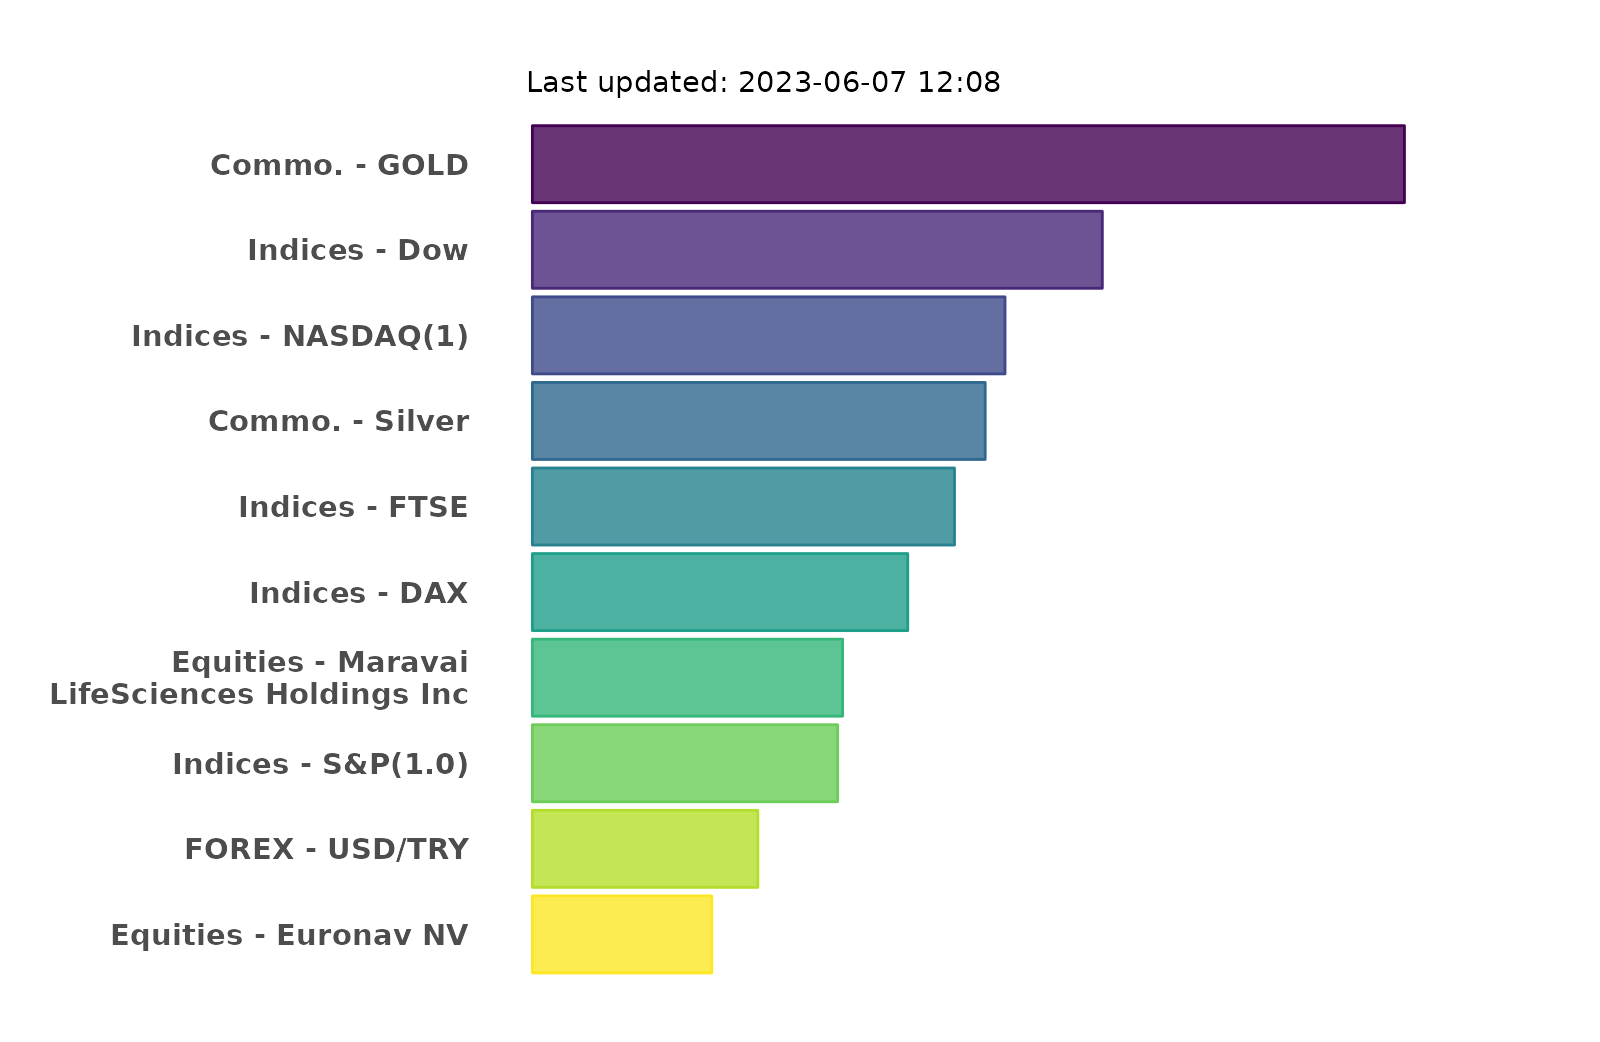 Last updated: 2023-06-07 12:08
Commo. - GOLD
Indices - Dow
Indices - NASDAQ(1)
Commo. - Silver
Indices - FTSE
Indices - DAX
Equities - Maravai
LifeSciences Holdings Inc
Indices - S&P(1.0)
FOREX - USD/TRY
Equities - Euronav NV